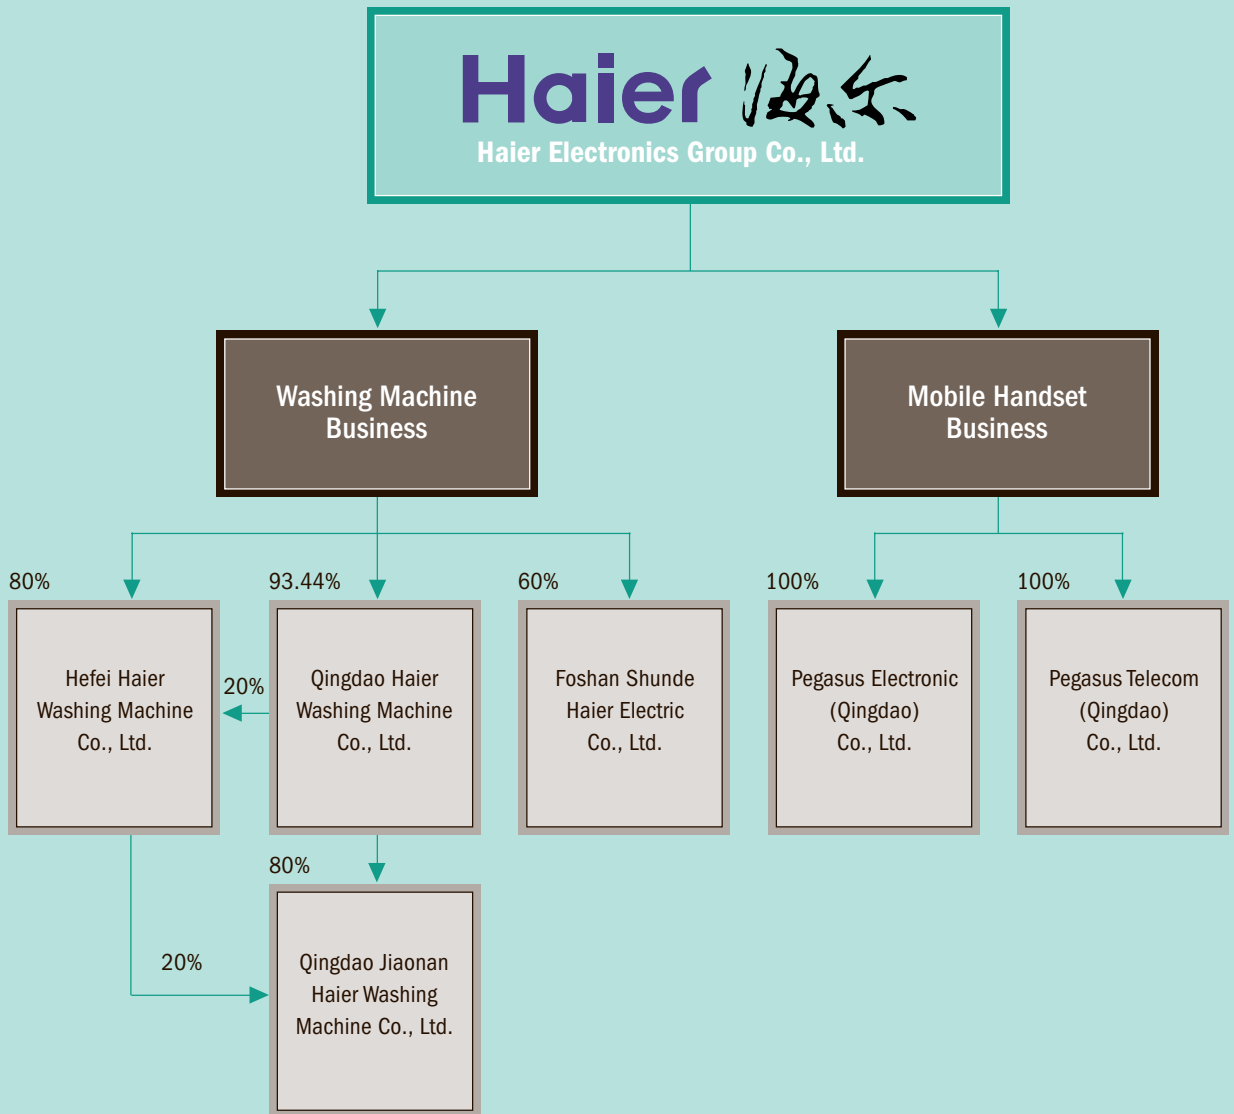 Haier 海尔
Haier Electronics Group Co., Ltd.
Washing Machine
Business
Mobile Handset
Business
80%
93.44%
60%
100%
100%
Hefei Haier
Washing Machine
Co., Ltd.
20%
Qingdao Haier
Washing Machine
Co., Ltd.
Foshan Shunde
Haier Electric
Co., Ltd.
Pegasus Electronic
(Qingdao)
Co., Ltd.
Pegasus Telecom
(Qingdao)
Co., Ltd.
80%
20%
Qingdao Jiaonan
Haier Washing
Machine Co., Ltd.